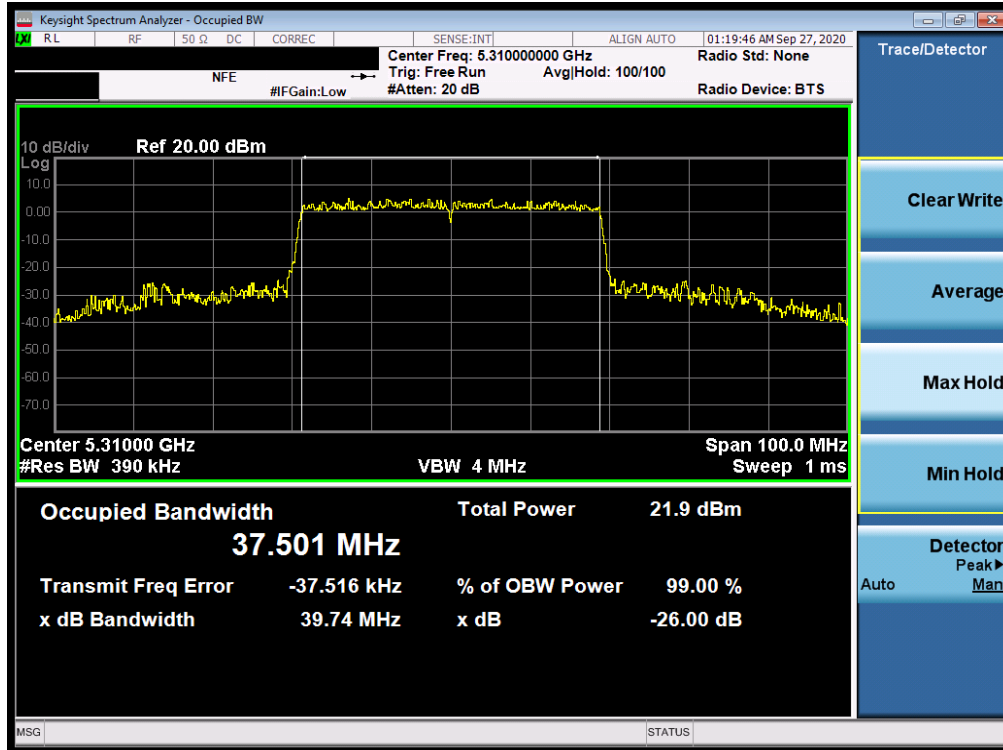 Keysight Spectrum Analyzer - Occupied BW
LXI RL RF 50 Ω DC CORREC SENSE:INT ALIGN AUTO 01:19:46 AM Sep 27, 2020
Center Freq: 5.310000000 GHz Radio Std: None
NFE Trig: Free Run Avg|Hold: 100/100
#IFGain:Low #Atten: 20 dB Radio Device: BTS
Trace/Detector
10 dB/div Ref 20.00 dBm
Log
10.0
0.00
-10.0
-20.0
-30.0
-40.0
-50.0
-60.0
-70.0
Center 5.31000 GHz Span 100.0 MHz
#Res BW 390 kHz VBW 4 MHz Sweep 1 ms
Occupied Bandwidth Total Power 21.9 dBm
37.501 MHz
Transmit Freq Error -37.516 kHz % of OBW Power 99.00 %
x dB Bandwidth 39.74 MHz x dB -26.00 dB
Clear Write
Average
Max Hold
Min Hold
Detector
Peak▶
Auto Man
MSG STATUS